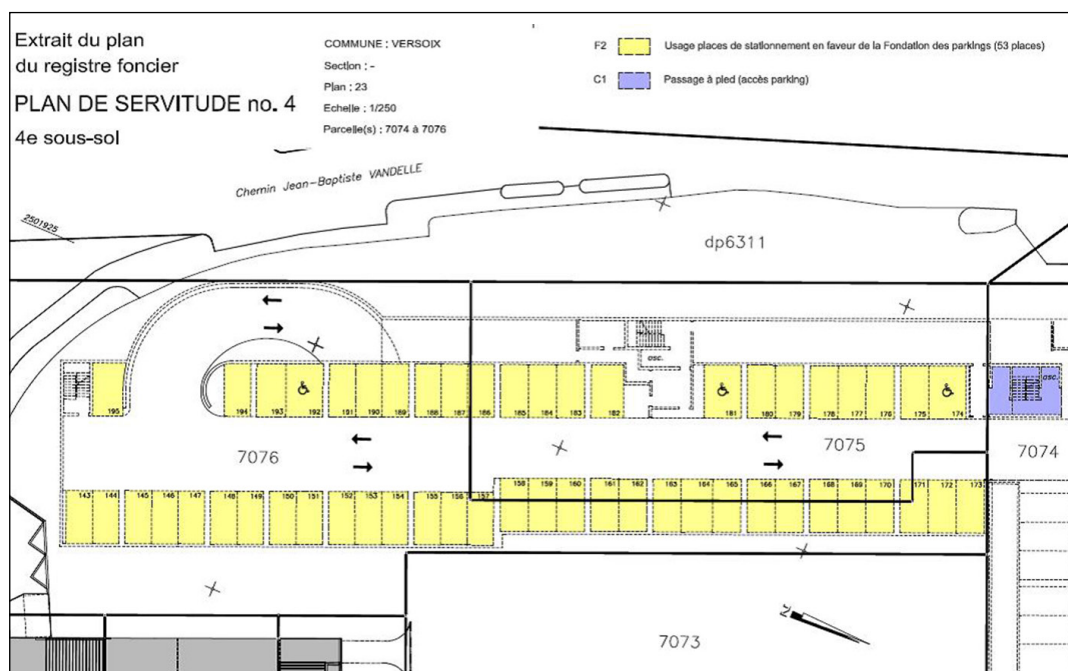 Extrait du plan
du registre foncier
PLAN DE SERVITUDE no. 4
4e sous-sol
COMMUNE : VERSOIX
Section : -
Plan : 23
Echelle : 1/250
Parcelle(s) : 7074 à 7076
F2 Usage places de stationnement en faveur de la Fondation des parkings (53 places)
C1 Passage à pied (accès parking)
Chemin Jean-Baptiste VANDELLE
2501925
dp6311
asc.
asc.
195 194 193 192 191 190 189 188 187 186 185 184 183 182 181 180 179 178 177 176 175 174
7076 7075 7074
143 144 145 146 147 148 149 150 151 152 153 154 155 156 157 158 159 160 161 162 163 164 165 166 167 168 169 170 171 172 173
N
7073